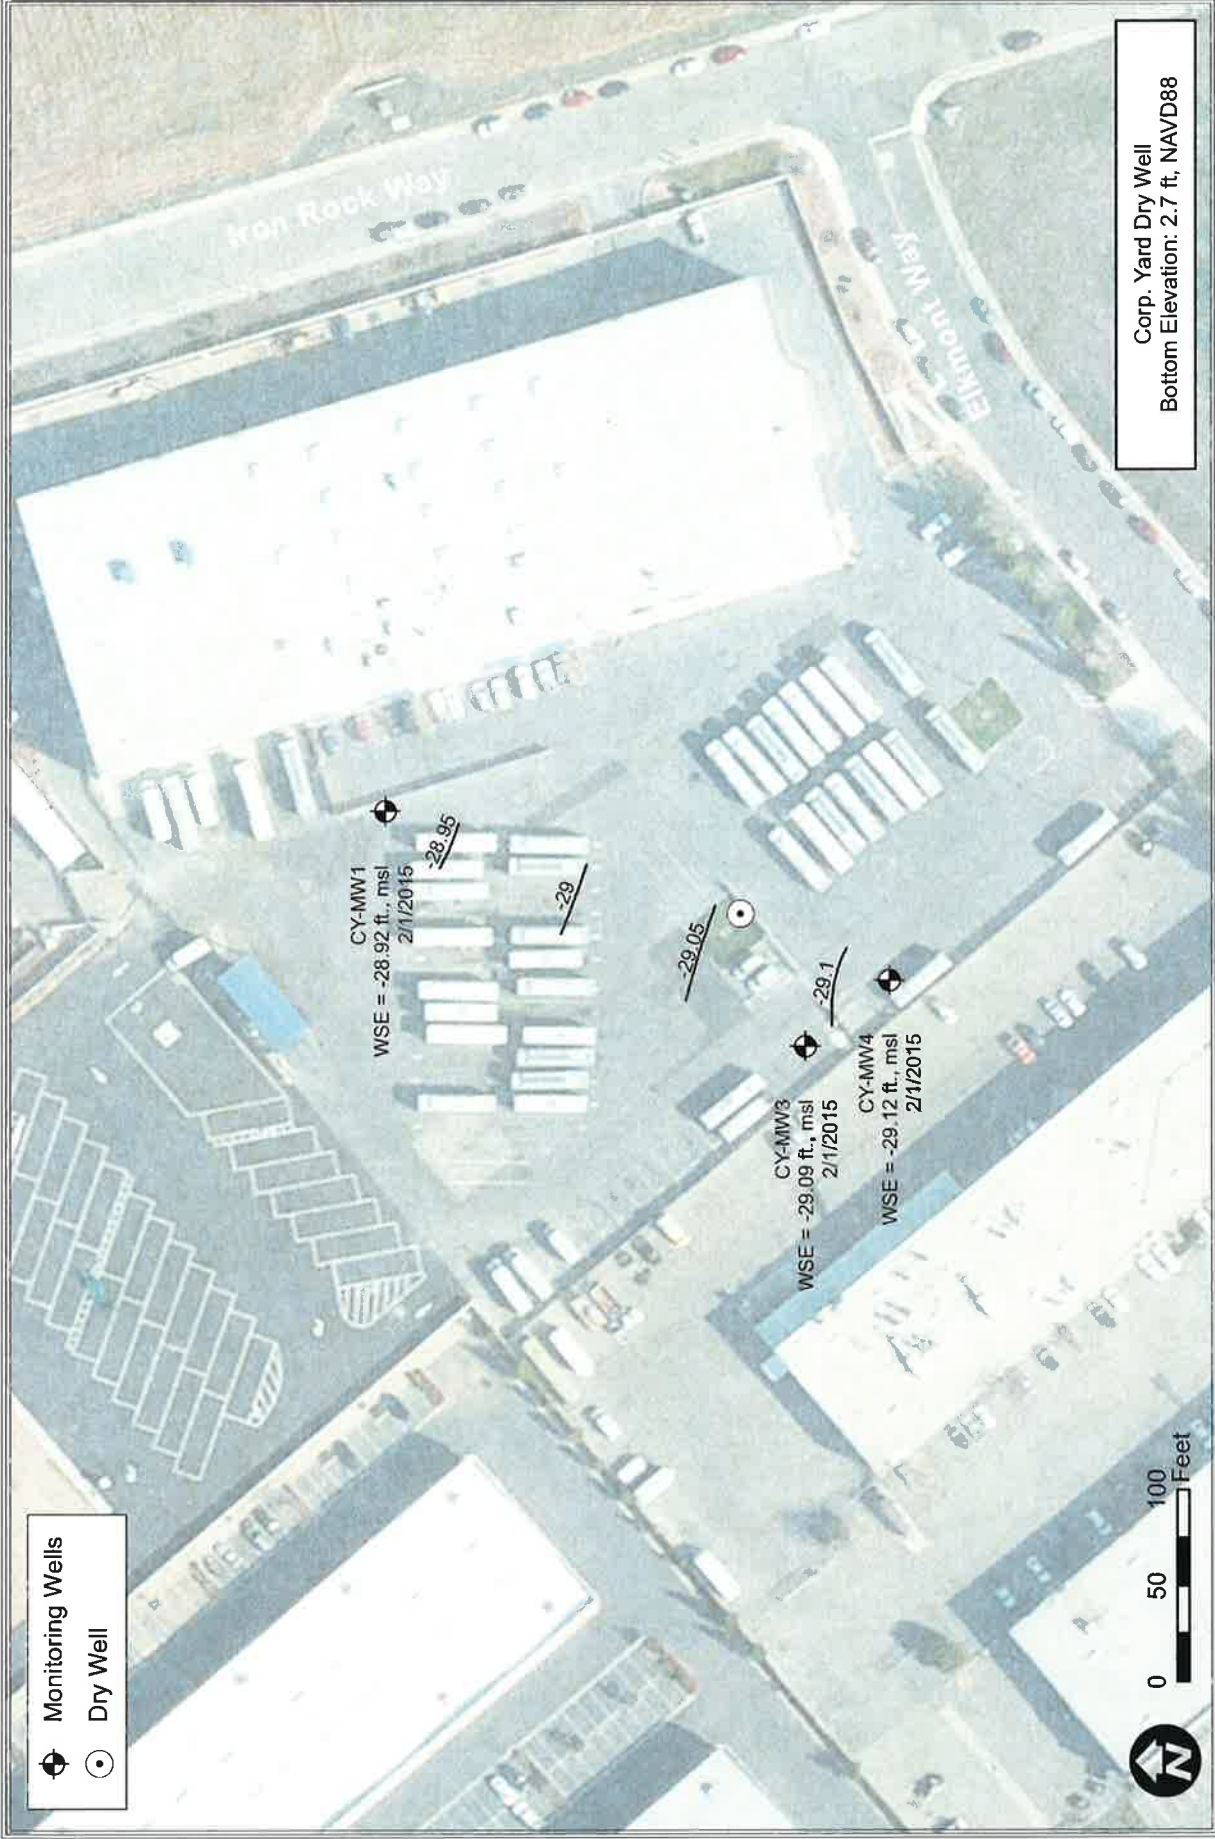 Monitoring Wells
Dry Well
Iron Rock Way
Elkmont Way
CY-MW1
WSE = -28.92 ft., msl
2/1/2015
-28.95
-29
-29.05
-29.1
CY-MW3
WSE = -29.09 ft., msl
2/1/2015
CY-MW4
WSE = -29.12 ft., msl
2/1/2015
N
0 50 100
Feet
Corp. Yard Dry Well
Bottom Elevation: 2.7 ft, NAVD88